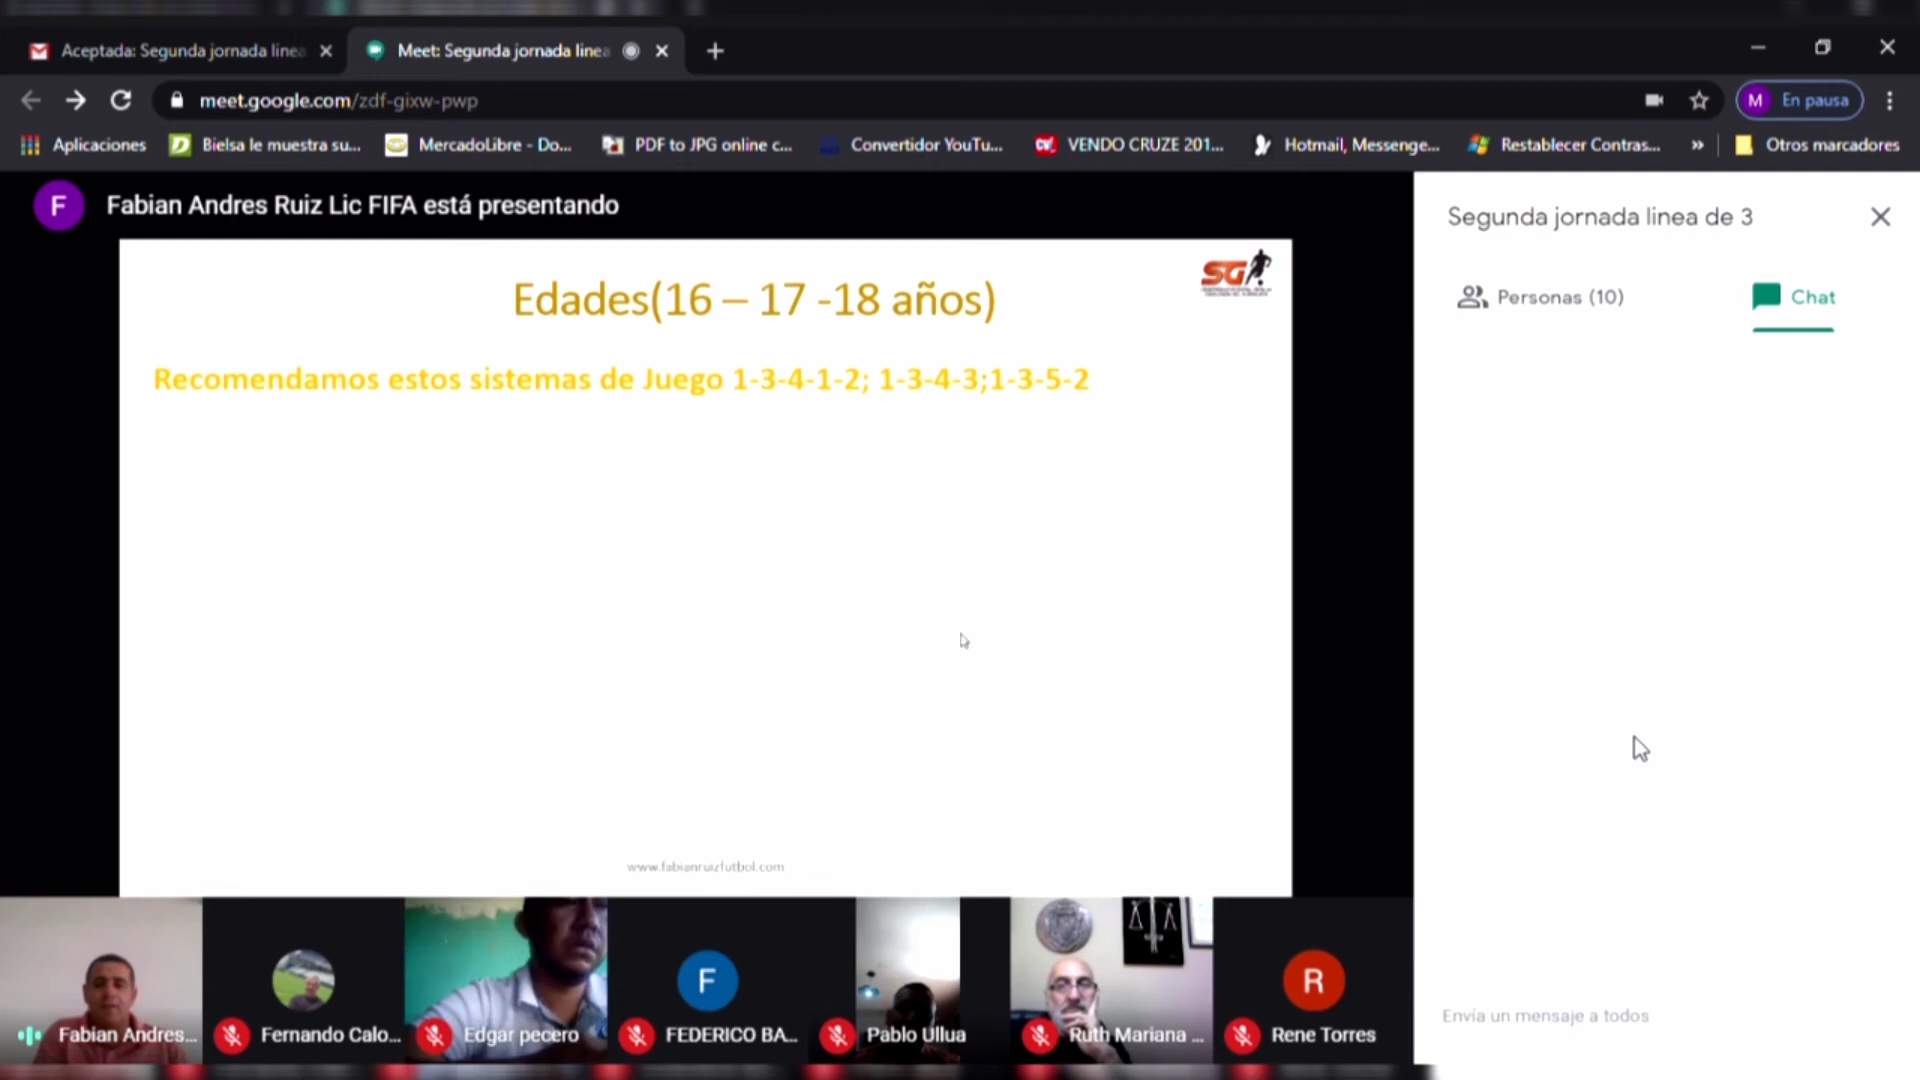 Aceptada: Segunda jornada linea
Meet: Segunda jornada linea
meet.google.com/zdf-gixw-pwp
M
En pausa
Aplicaciones
Bielsa le muestra su...
MercadoLibre - Do...
PDF to JPG online c...
Convertidor YouTu...
VENDO CRUZE 201...
Hotmail, Messenge...
Restablecer Contras...
Otros marcadores
F
Fabian Andres Ruiz Lic FIFA está presentando
Segunda jornada linea de 3
Personas (10)
Chat
SG
Edades(16 – 17 -18 años)
Recomendamos estos sistemas de Juego 1-3-4-1-2; 1-3-4-3;1-3-5-2
www.fabianruizfutbol.com
F
R
Fabian Andres...
Fernando Calo...
Edgar pecero
FEDERICO BA...
Pablo Ullua
Ruth Mariana ...
Rene Torres
Envía un mensaje a todos